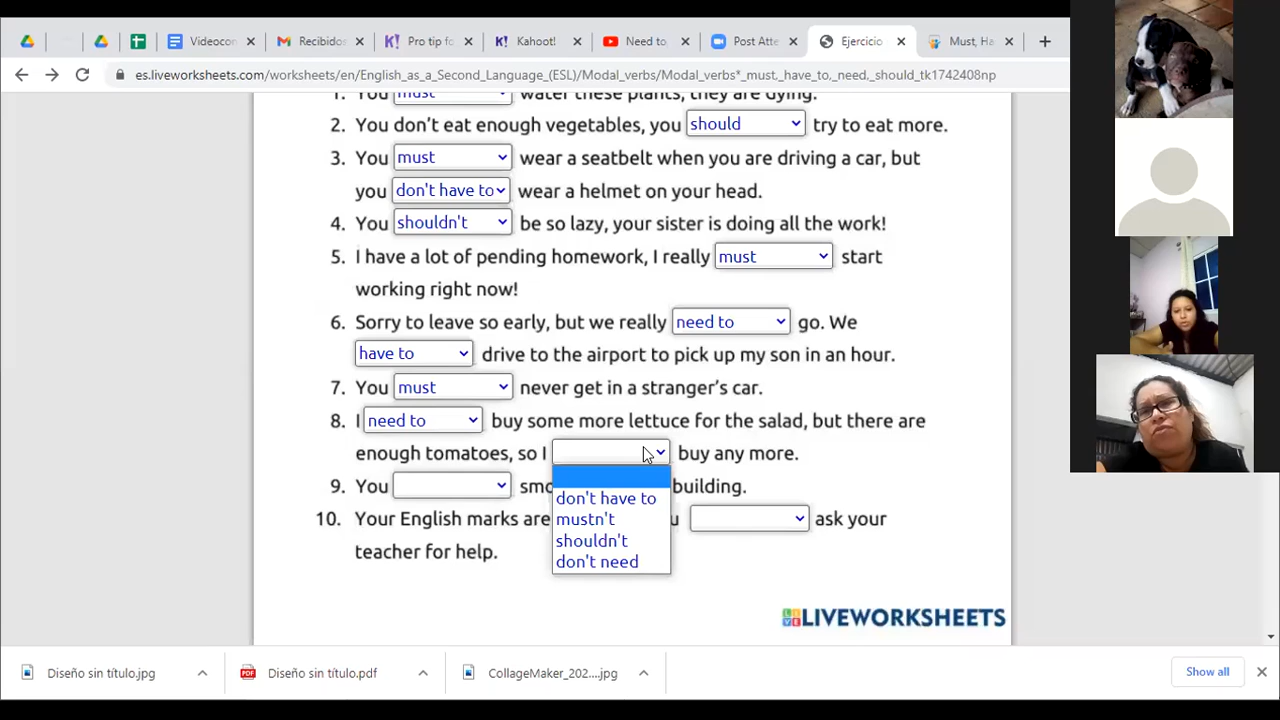 Videocon
Recibidos
Pro tip fo
Kahoot!
Need to,
Post Atte
Ejercicio
Must, Ha
es.liveworksheets.com/worksheets/en/English_as_a_Second_Language_(ESL)/Modal_verbs/Modal_verbs*_must,_have_to,_need,_should_tk1742408np
1. You must water these plants, they are dying.
2. You don't eat enough vegetables, you should try to eat more.
3. You must wear a seatbelt when you are driving a car, but
you don't have to wear a helmet on your head.
4. You shouldn't be so lazy, your sister is doing all the work!
5. I have a lot of pending homework, I really must start
working right now!
6. Sorry to leave so early, but we really need to go. We
have to drive to the airport to pick up my son in an hour.
7. You must never get in a stranger's car.
8. I need to buy some more lettuce for the salad, but there are
enough tomatoes, so I buy any more.
don't have to
mustn't
shouldn't
don't need
9. You smo building.
10. Your English marks are u ask your
teacher for help.
LIVEWORKSHEETS
Diseño sin título.jpg
Diseño sin título.pdf
CollageMaker_202....jpg
Show all